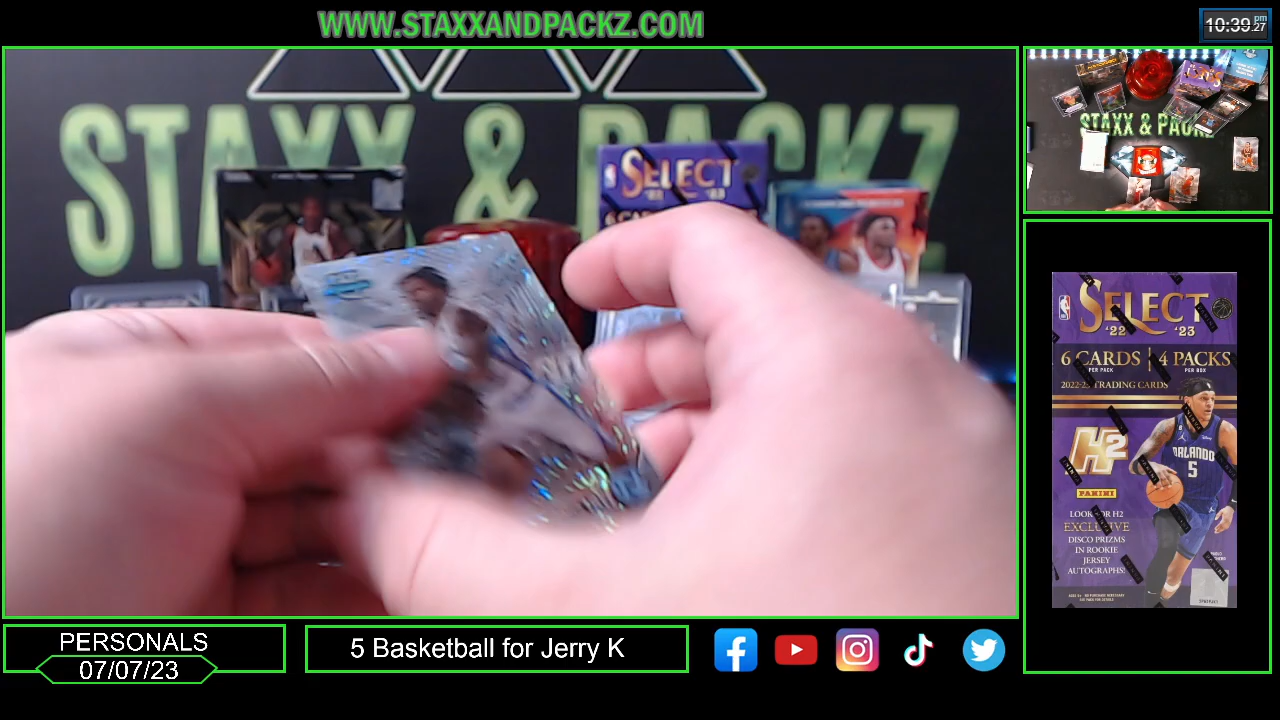 WWW.STAXXANDPACKZ.COM
10:39 pm
27
STAXX & PACKZ
SELECT
'22 '23
STAXX & PACKZ
SELECT
'22 '23
6 CARDS 4 PACKS
PER PACK PER BOX
2022-23 TRADING CARDS
H2
PANINI
LOOK FOR H2
EXCLUSIVE
DISCO PRIZMS
IN ROOKIE
JERSEY
AUTOGRAPHS!
ORLANDO
5
PERSONALS
07/07/23
5 Basketball for Jerry K